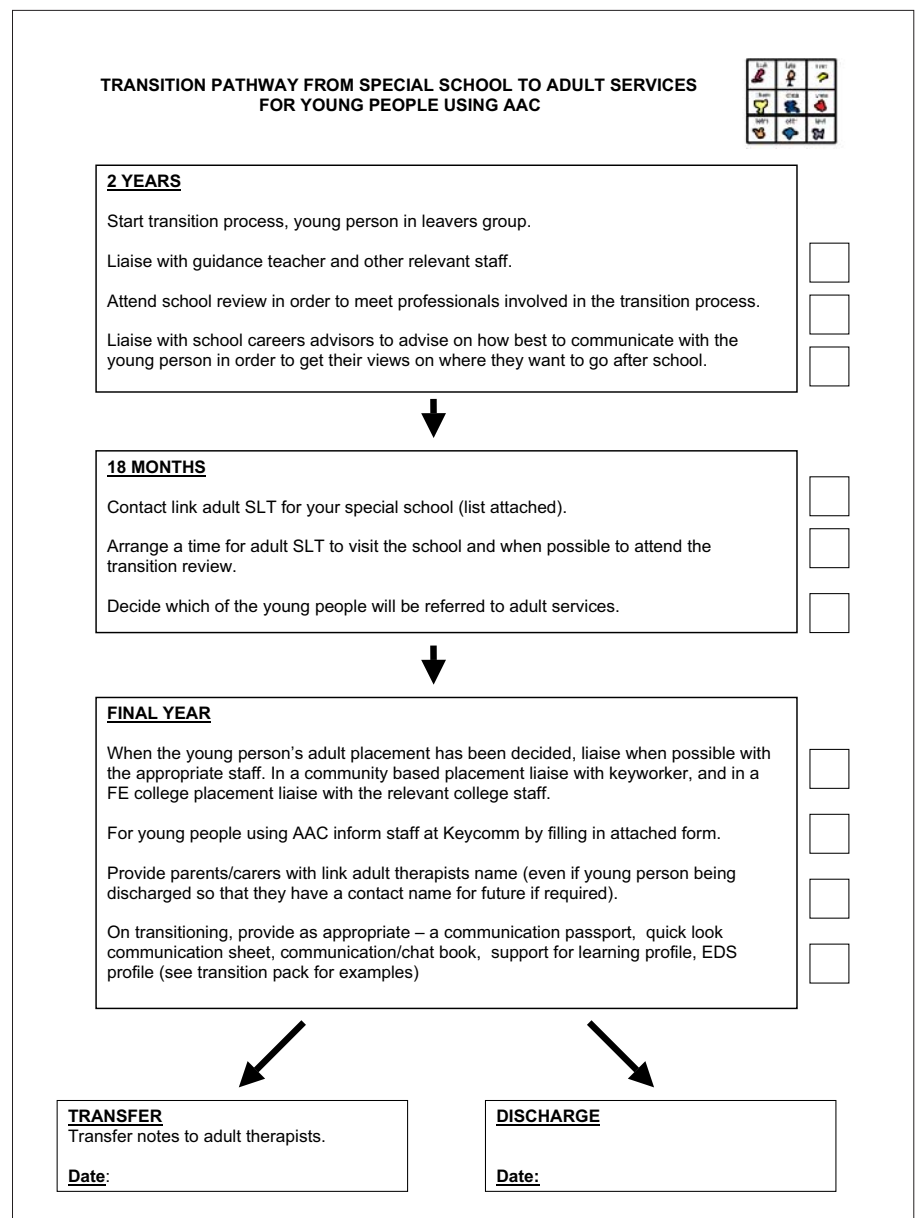 TRANSITION PATHWAY FROM SPECIAL SCHOOL TO ADULT SERVICES
FOR YOUNG PEOPLE USING AAC
2 YEARS
Start transition process, young person in leavers group.
Liaise with guidance teacher and other relevant staff.
Attend school review in order to meet professionals involved in the transition process.
Liaise with school careers advisors to advise on how best to communicate with the
young person in order to get their views on where they want to go after school.
18 MONTHS
Contact link adult SLT for your special school (list attached).
Arrange a time for adult SLT to visit the school and when possible to attend the
transition review.
Decide which of the young people will be referred to adult services.
FINAL YEAR
When the young person’s adult placement has been decided, liaise when possible with
the appropriate staff. In a community based placement liaise with keyworker, and in a
FE college placement liaise with the relevant college staff.
For young people using AAC inform staff at Keycomm by filling in attached form.
Provide parents/carers with link adult therapists name (even if young person being
discharged so that they have a contact name for future if required).
On transitioning, provide as appropriate – a communication passport,  quick look
communication sheet, communication/chat book,  support for learning profile, EDS
profile (see transition pack for examples)
TRANSFER
Transfer notes to adult therapists.
Date:
DISCHARGE
Date: